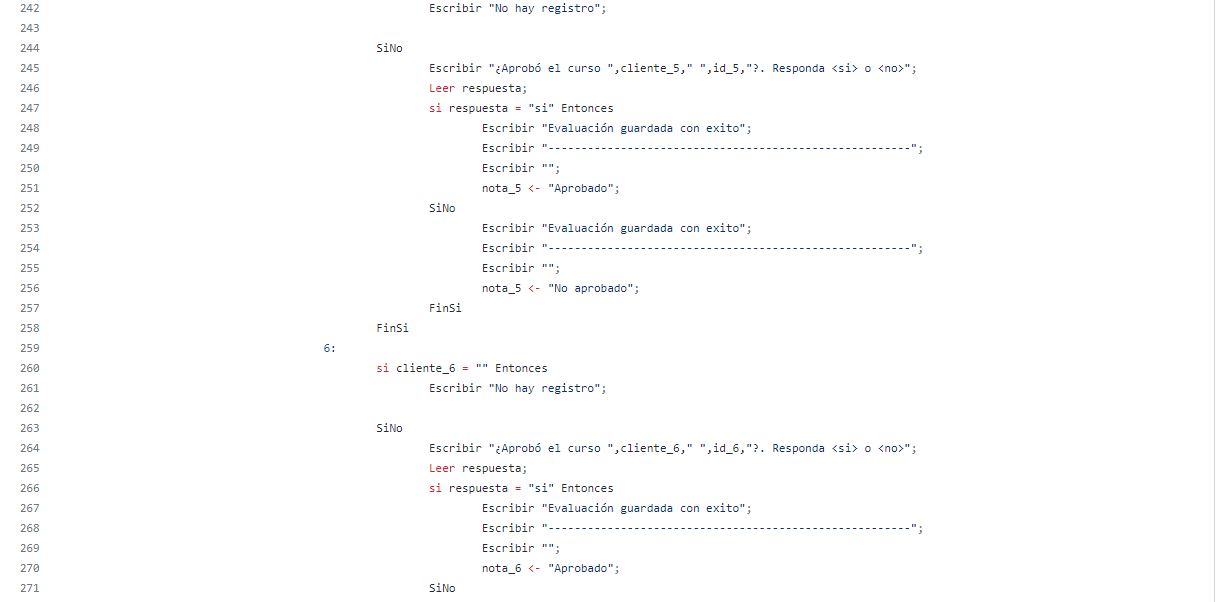 242 Escribir "No hay registro";
243
244 SiNo
245 Escribir "¿Aprobó el curso ",cliente_5," ",id_5,"?. Responda <si> o <no>";
246 Leer respuesta;
247 si respuesta = "si" Entonces
248 Escribir "Evaluación guardada con exito";
249 Escribir "-------------------------------------------------------";
250 Escribir "";
251 nota_5 <- "Aprobado";
252 SiNo
253 Escribir "Evaluación guardada con exito";
254 Escribir "-------------------------------------------------------";
255 Escribir "";
256 nota_5 <- "No aprobado";
257 FinSi
258 FinSi
259 6:
260 si cliente_6 = "" Entonces
261 Escribir "No hay registro";
262
263 SiNo
264 Escribir "¿Aprobó el curso ",cliente_6," ",id_6,"?. Responda <si> o <no>";
265 Leer respuesta;
266 si respuesta = "si" Entonces
267 Escribir "Evaluación guardada con exito";
268 Escribir "-------------------------------------------------------";
269 Escribir "";
270 nota_6 <- "Aprobado";
271 SiNo